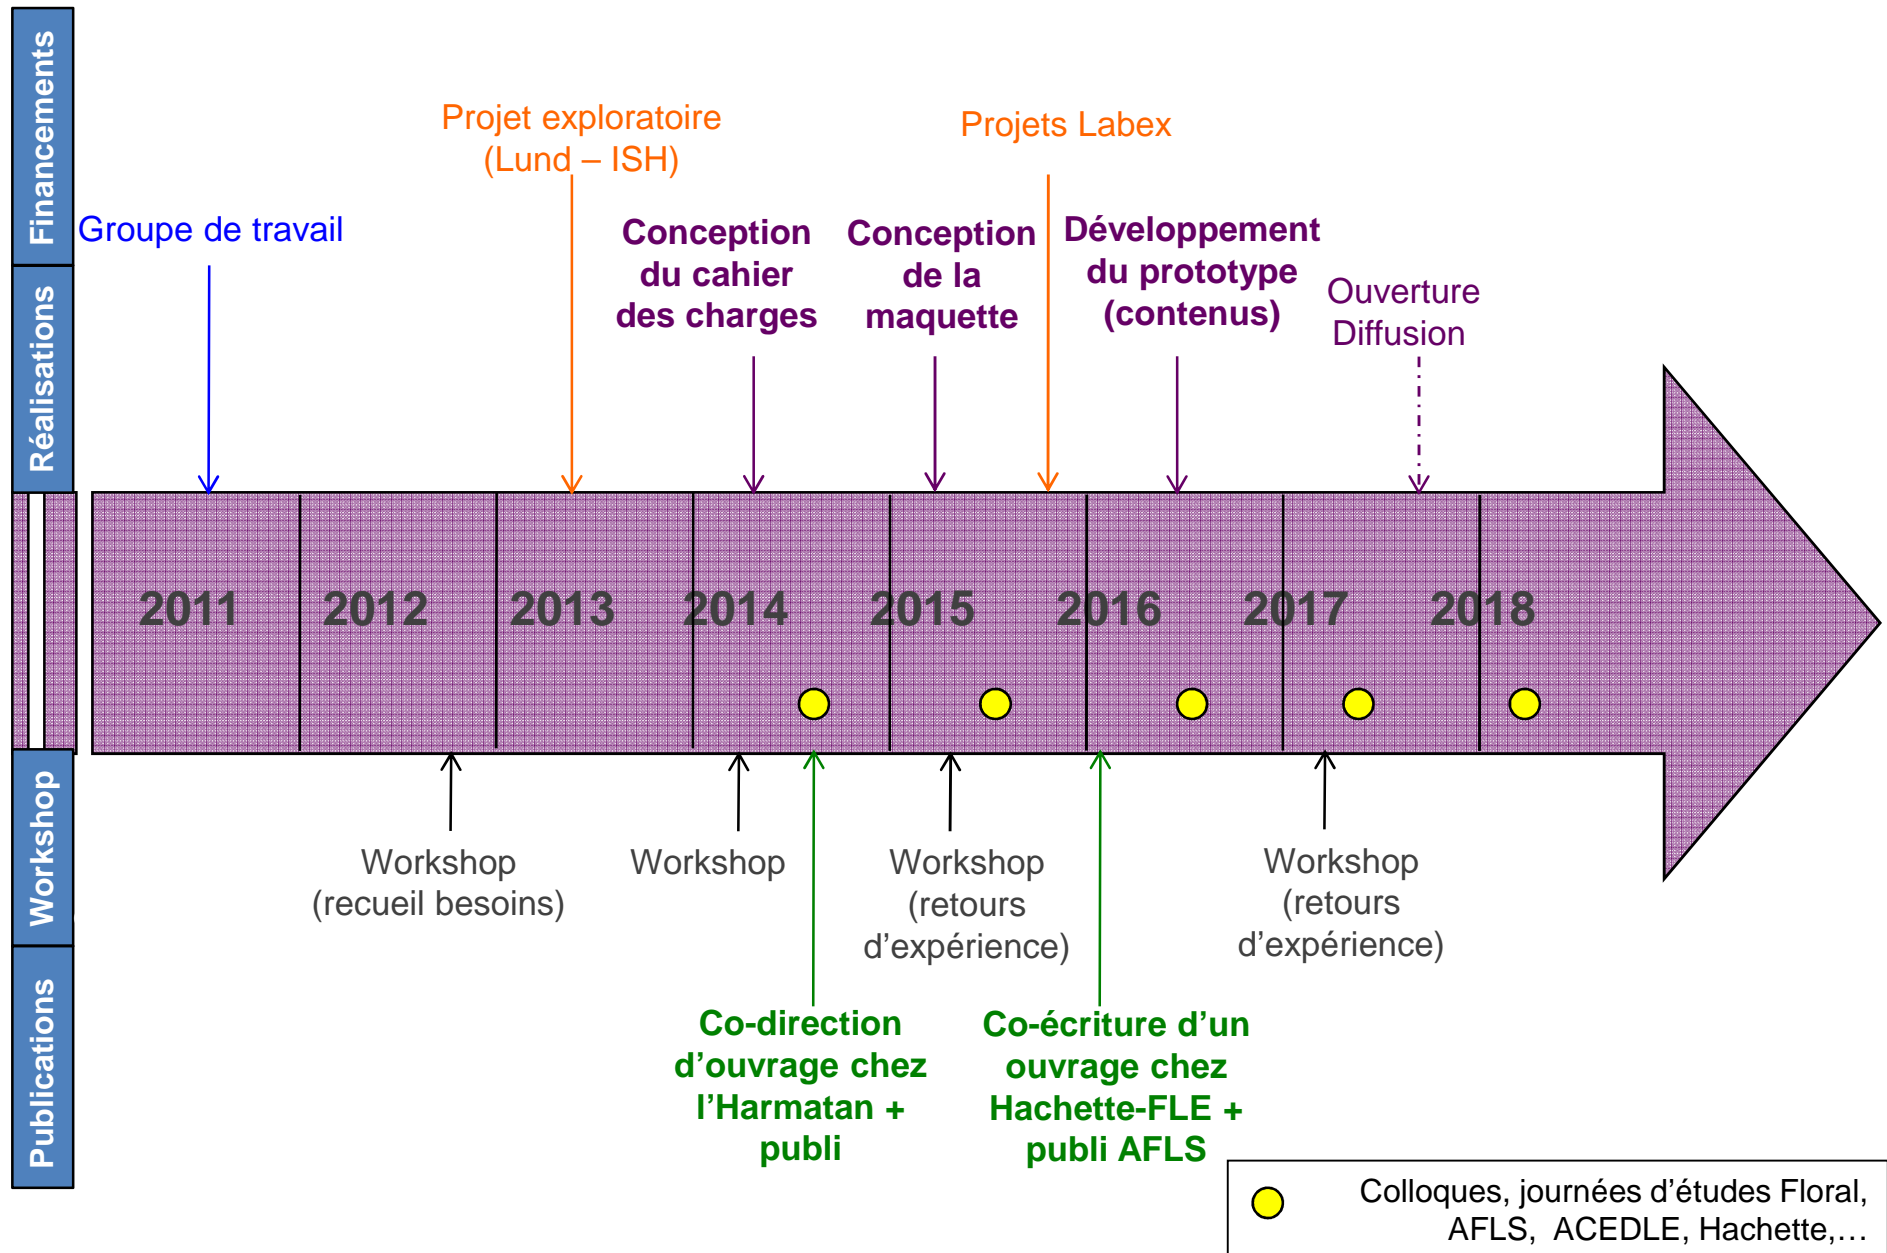 Financements
Réalisations
Workshop
Publications
Projet exploratoire
(Lund – ISH)
Projets Labex
Groupe de travail
Conception
du cahier
des charges
Conception
de la
maquette
Développement
du prototype
(contenus)
Ouverture
Diffusion
2011
2012
2013
2014
2015
2016
2017
2018
Workshop
(recueil besoins)
Workshop
Workshop
(retours
d’expérience)
Workshop
(retours
d’expérience)
Co-direction
d’ouvrage chez
l’Harmatan +
publi
Co-écriture d’un
ouvrage chez
Hachette-FLE +
publi AFLS
Colloques, journées d’études Floral,
AFLS, ACEDLE, Hachette,…